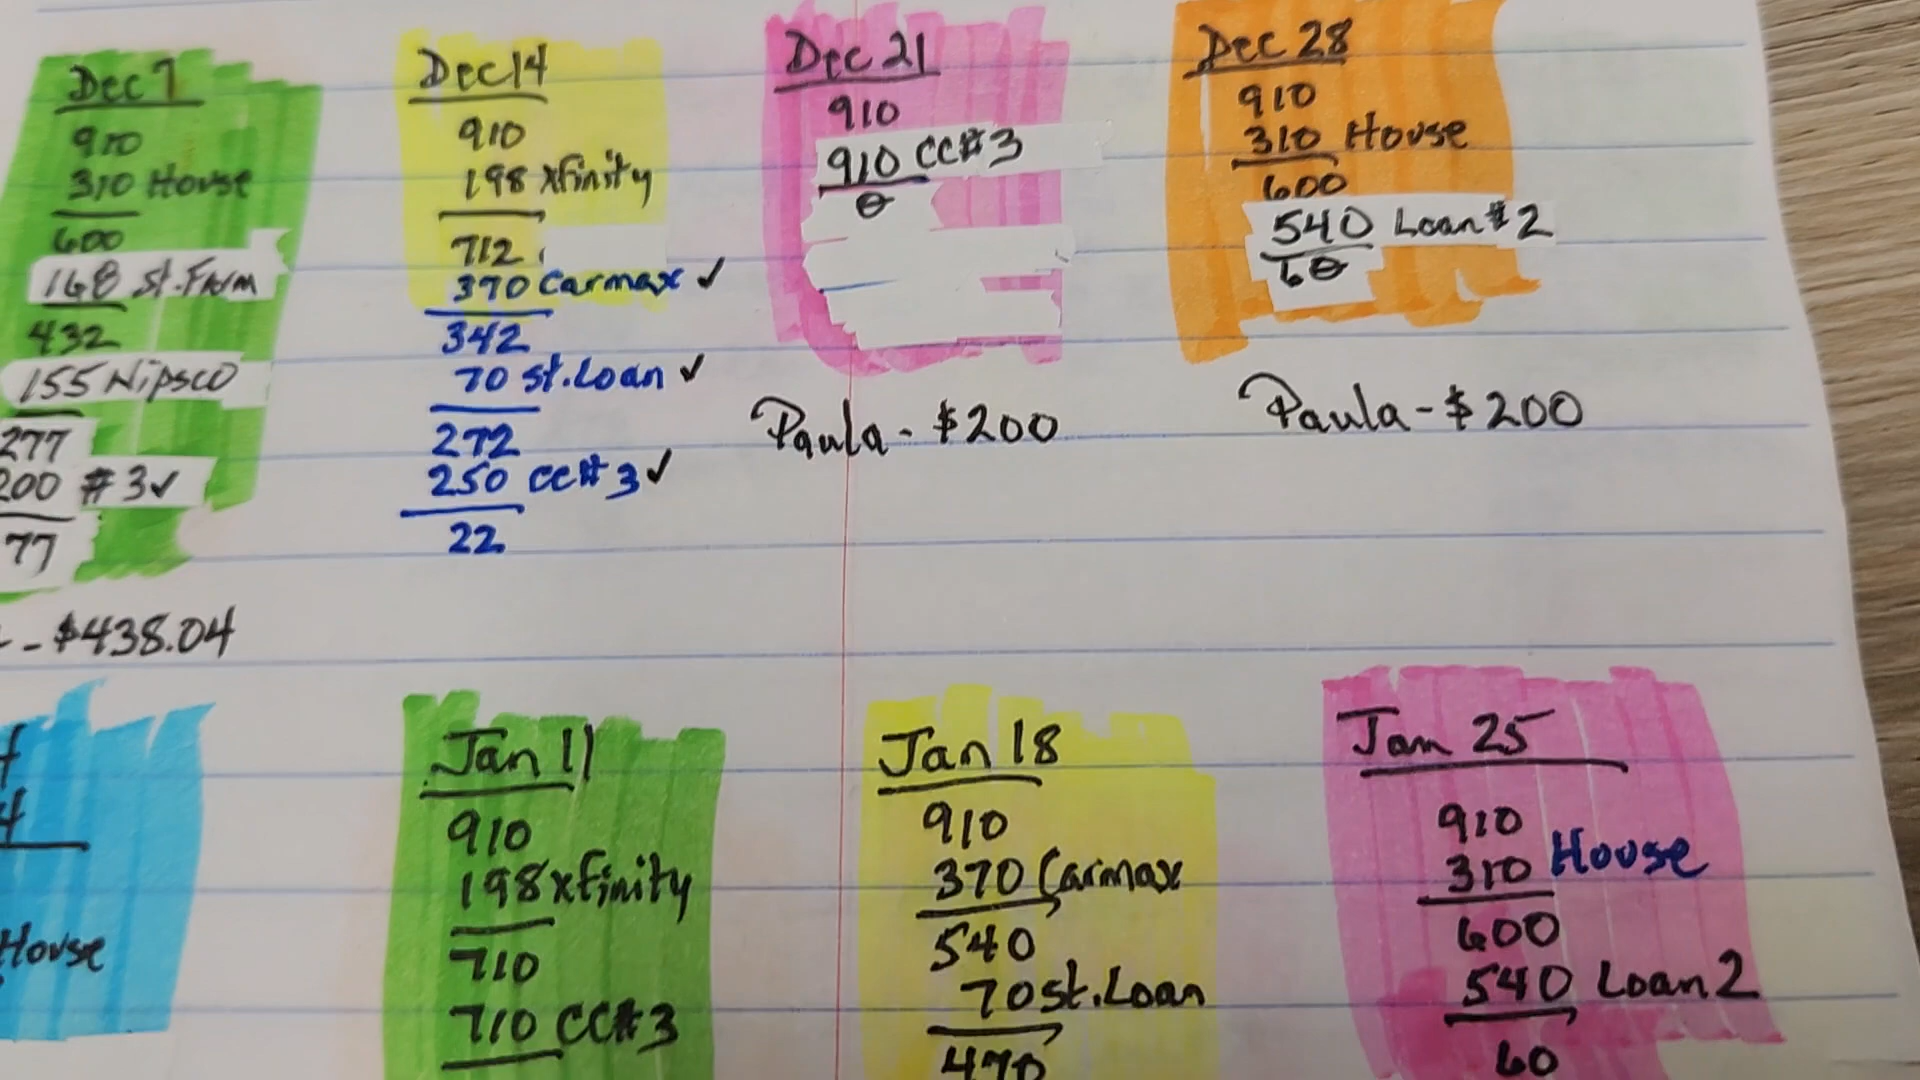 Dec 7
910
310 House
600
168 St.Farm
432
155 Nipsco
277
200 #3✓
77
- $438.04
Dec 14
910
198 xfinity
712
370 Carmax ✓
342
70 St.Loan ✓
272
250 CC#3 ✓
22
Dec 21
910
910 CC#3
0
Paula - $200
Dec 28
910
310 House
600
540 Loan #2
60
Paula - $200
House
Jan 11
910
198 xfinity
710
710 CC#3
Jan 18
910
370 Carmax
540
70 St.Loan
470
Jan 25
910
310 House
600
540 Loan 2
60